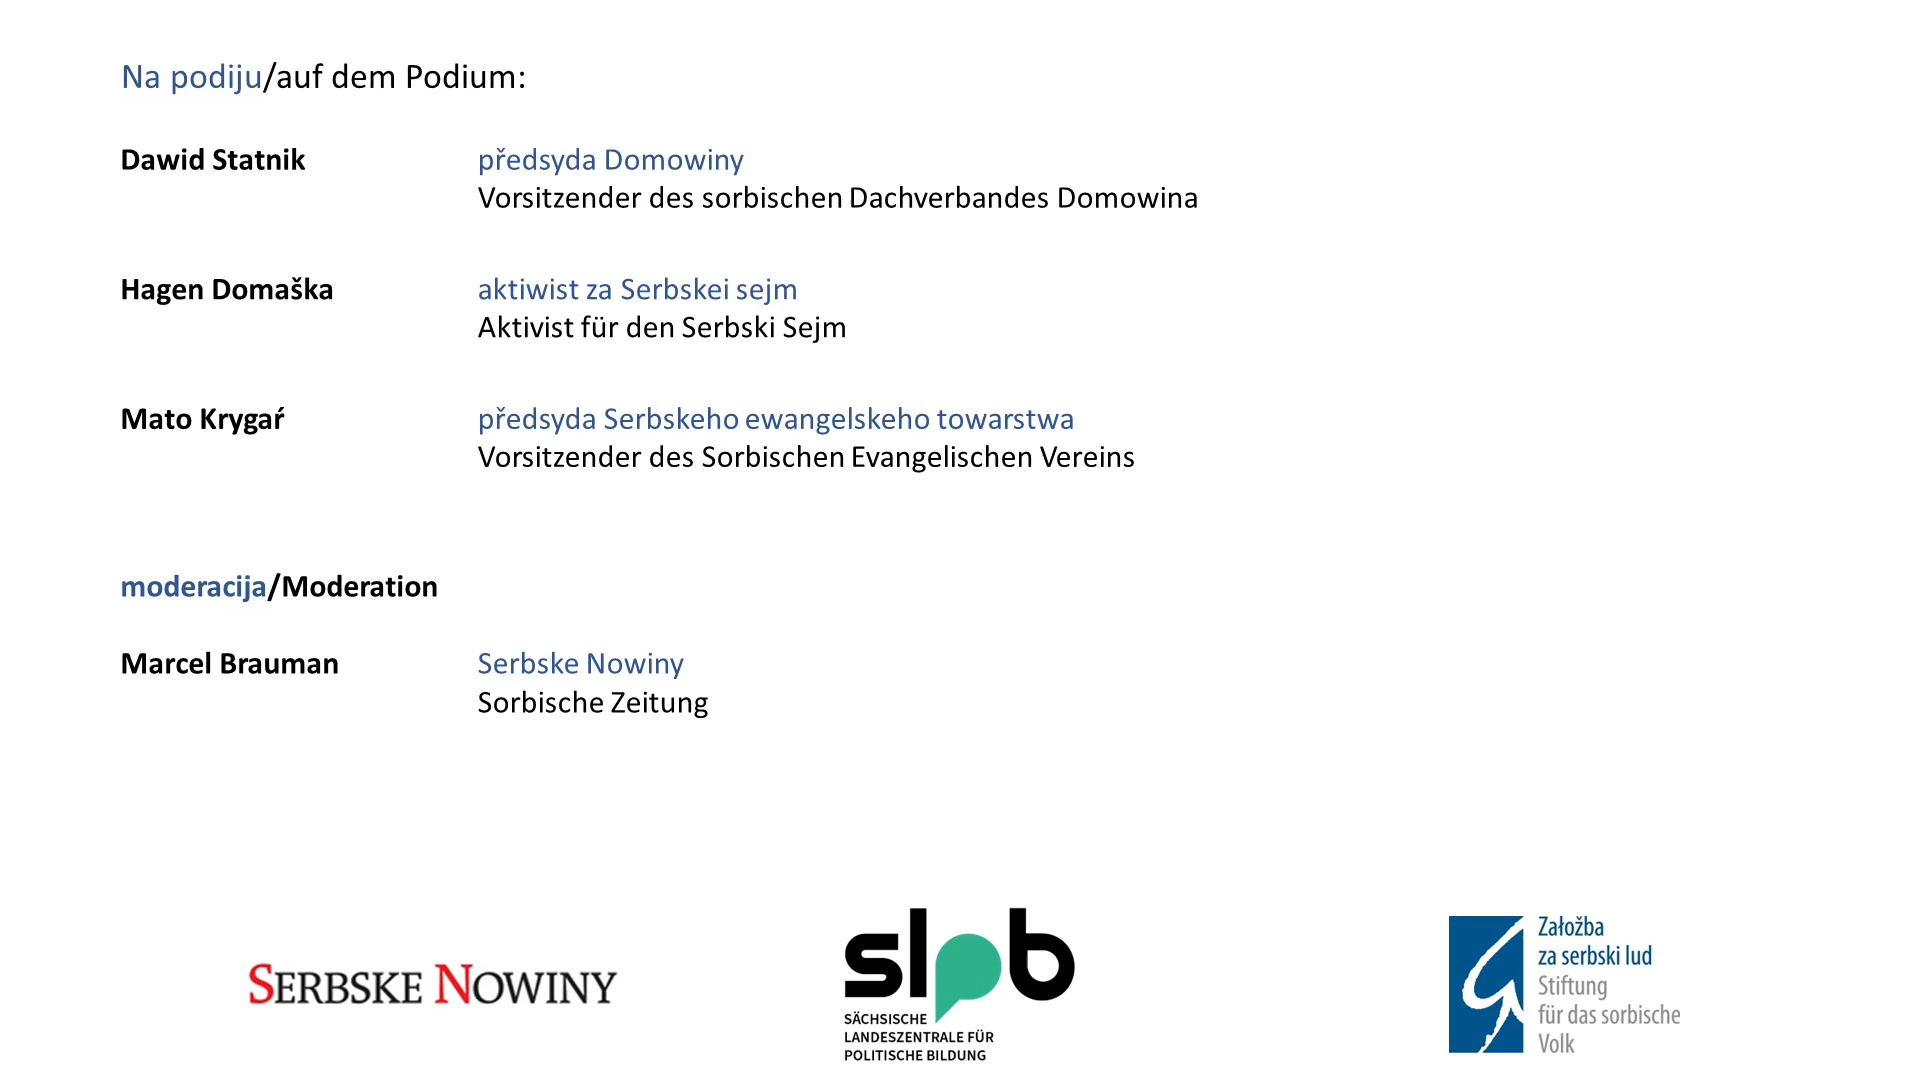 Na podiju/auf dem Podium:
Dawid Statnik předsyda Domowiny
Vorsitzender des sorbischen Dachverbandes Domowina
Hagen Domaška aktiwist za Serbskei sejm
Aktivist für den Serbski Sejm
Mato Krygaŕ předsyda Serbskeho ewangelskeho towarstwa
Vorsitzender des Sorbischen Evangelischen Vereins
moderacija/Moderation
Marcel Brauman Serbske Nowiny
Sorbische Zeitung
SERBSKE NOWINY
slpb
SÄCHSISCHE
LANDESZENTRALE FÜR
POLITISCHE BILDUNG
Załožba
za serbski lud
Stiftung
für das sorbische
Volk